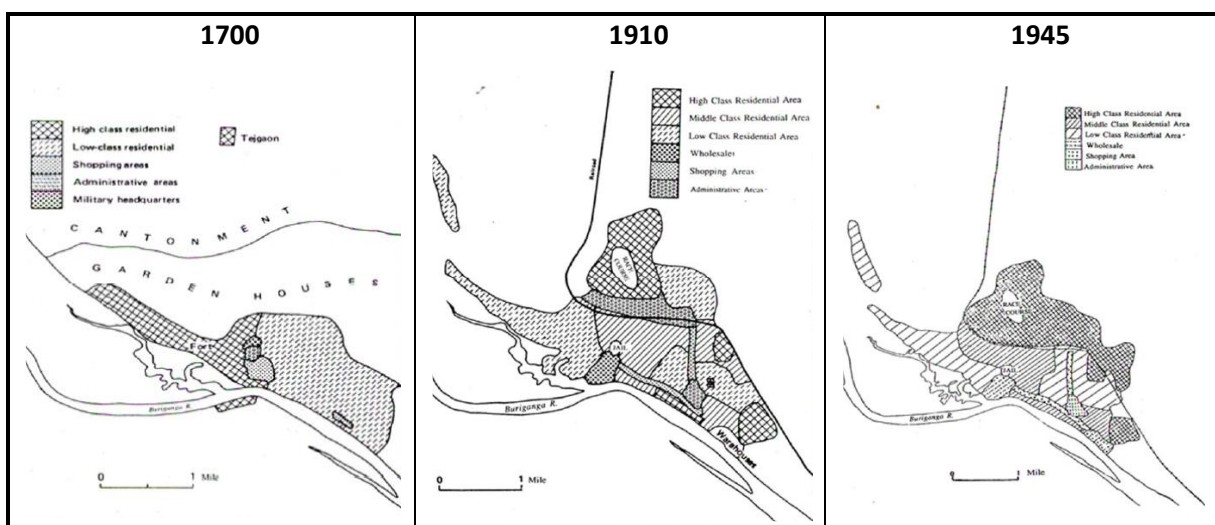 1700
High class residential
Low-class residential
Shopping areas
Administrative areas
Military headquarters
Tejgaon
CANTONMENT
GARDEN HOUSES
Fort
Buriganga R.
0 1 Mile
1910
High Class Residential Area
Middle Class Residential Area
Low Class Residential Area
Wholesales
Shopping Areas
Administrative Areas
Railroad
RACE
COURSE
JAIL
Warehouses
0 1 Mile
1945
High Class Residential Area
Middle Class Residential Area
Low Class Residential Area
Wholesale
Shopping Area
Administrative Area
RACE
COURSE
JAIL
Buriganga R.
0 1 Mile